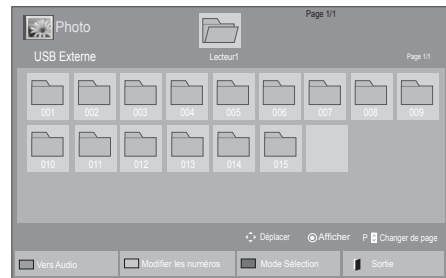 Page 1/1
Photo
USB Externe
Lecteur1
Page 1/1
001 002 003 004 005 006 007 008 009
010 011 012 013 014 015
Déplacer Afficher P Changer de page
Vers Audio Modifier les numéros Mode Sélection Sortie